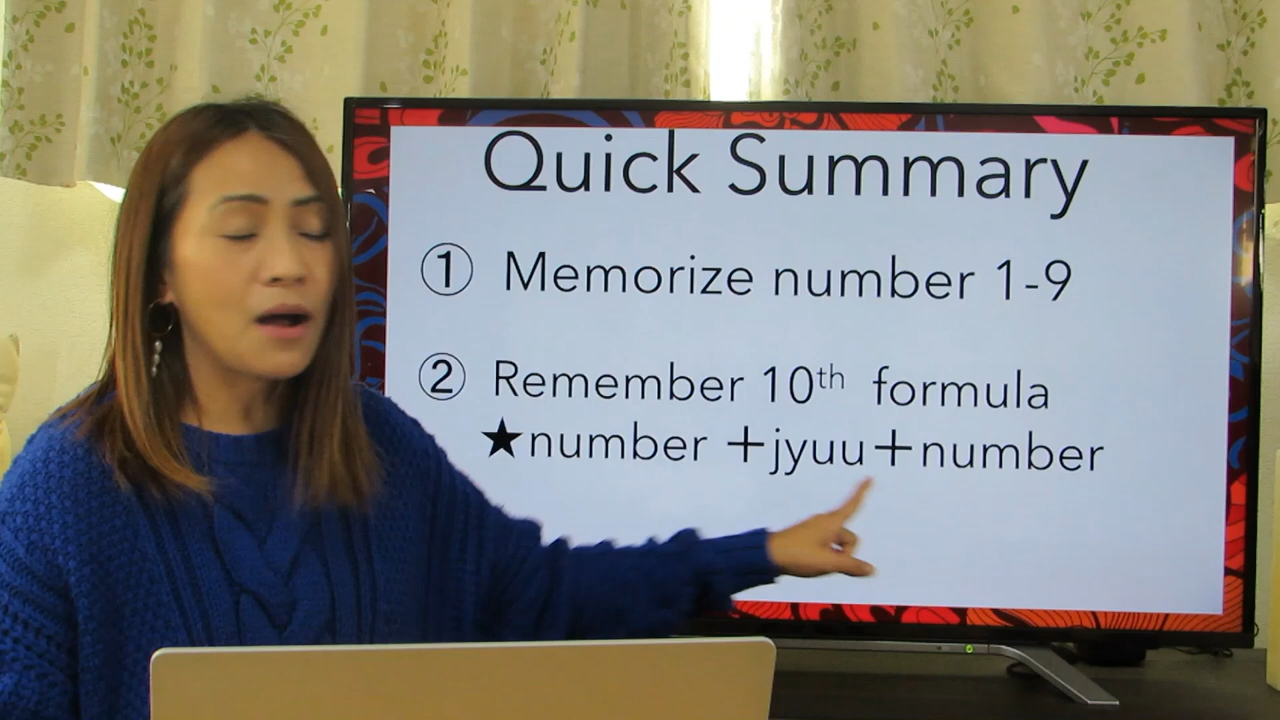 Quick Summary
① Memorize number 1-9
② Remember 10th formula
★number +jyuu+number